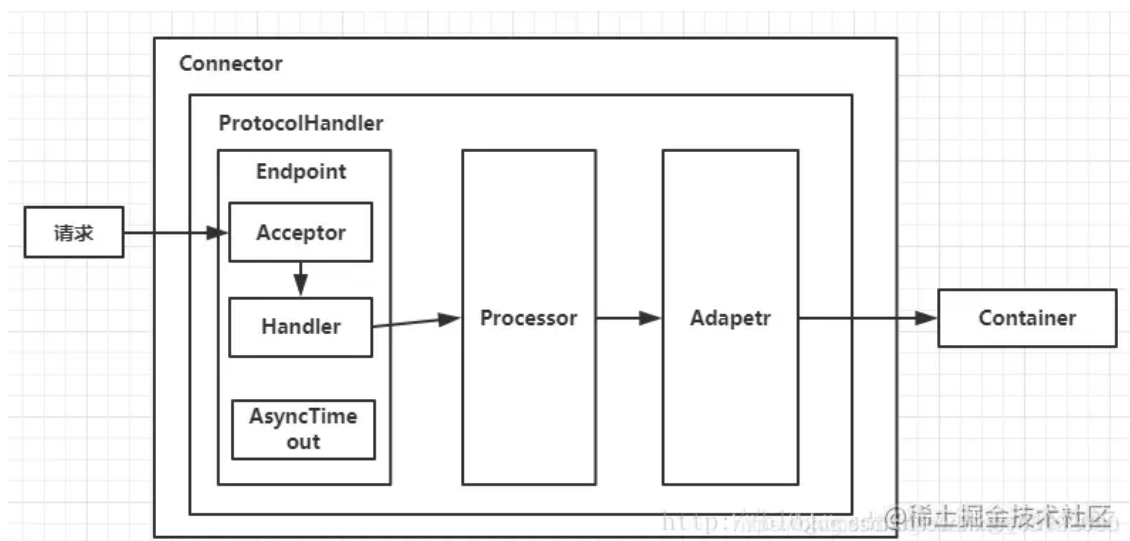 Connector
ProtocolHandler
Endpoint
请求
Acceptor
Handler
Processor
Adapetr
Container
AsyncTime
out
@稀土掘金技术社区